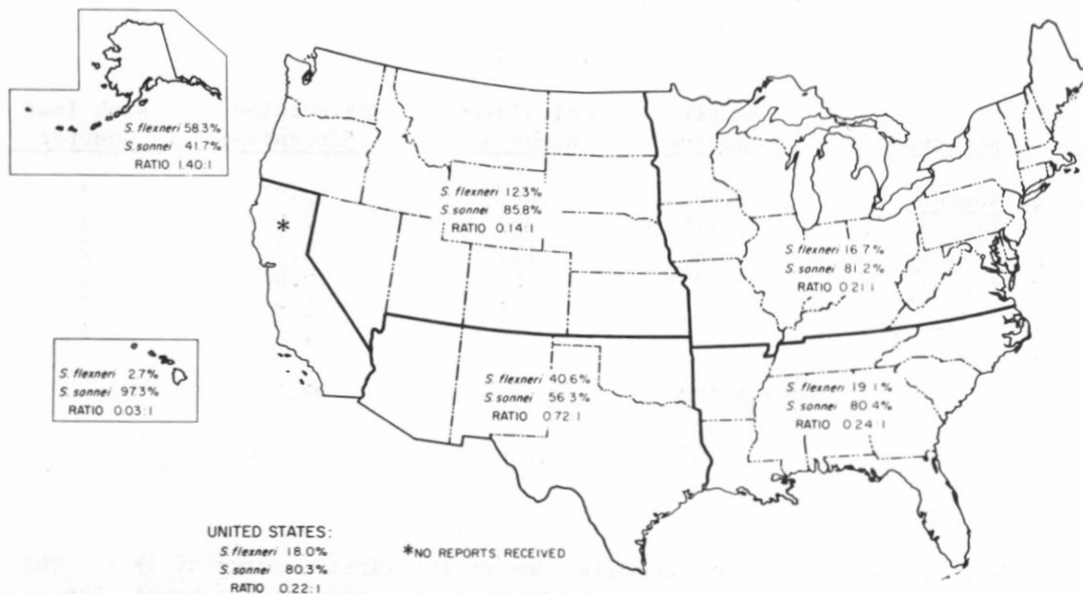 S. flexneri 58.3%
S. sonnei 41.7%
RATIO 1.40:1
S. flexneri 12.3%
S. sonnei 85.8%
RATIO 0.14:1
*
S. flexneri 16.7%
S. sonnei 81.2%
RATIO 0.21:1
S. flexneri 2.7%
S. sonnei 97.3%
RATIO 0.03:1
S. flexneri 40.6%
S. sonnei 56.3%
RATIO 0.72:1
S. flexneri 19.1%
S. sonnei 80.4%
RATIO 0.24:1
UNITED STATES:
S. flexneri 18.0%
S. sonnei 80.3%
RATIO 0.22:1
*NO REPORTS RECEIVED